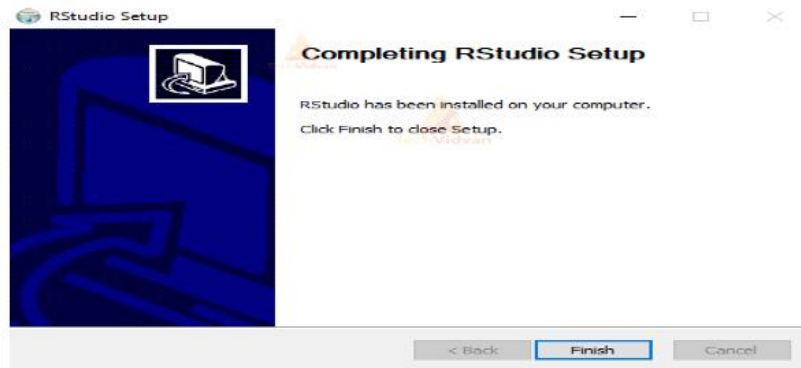 RStudio Setup
Completing RStudio Setup
RStudio has been installed on your computer.
Click Finish to close Setup.
Vidvan
< Back
Finish
Cancel